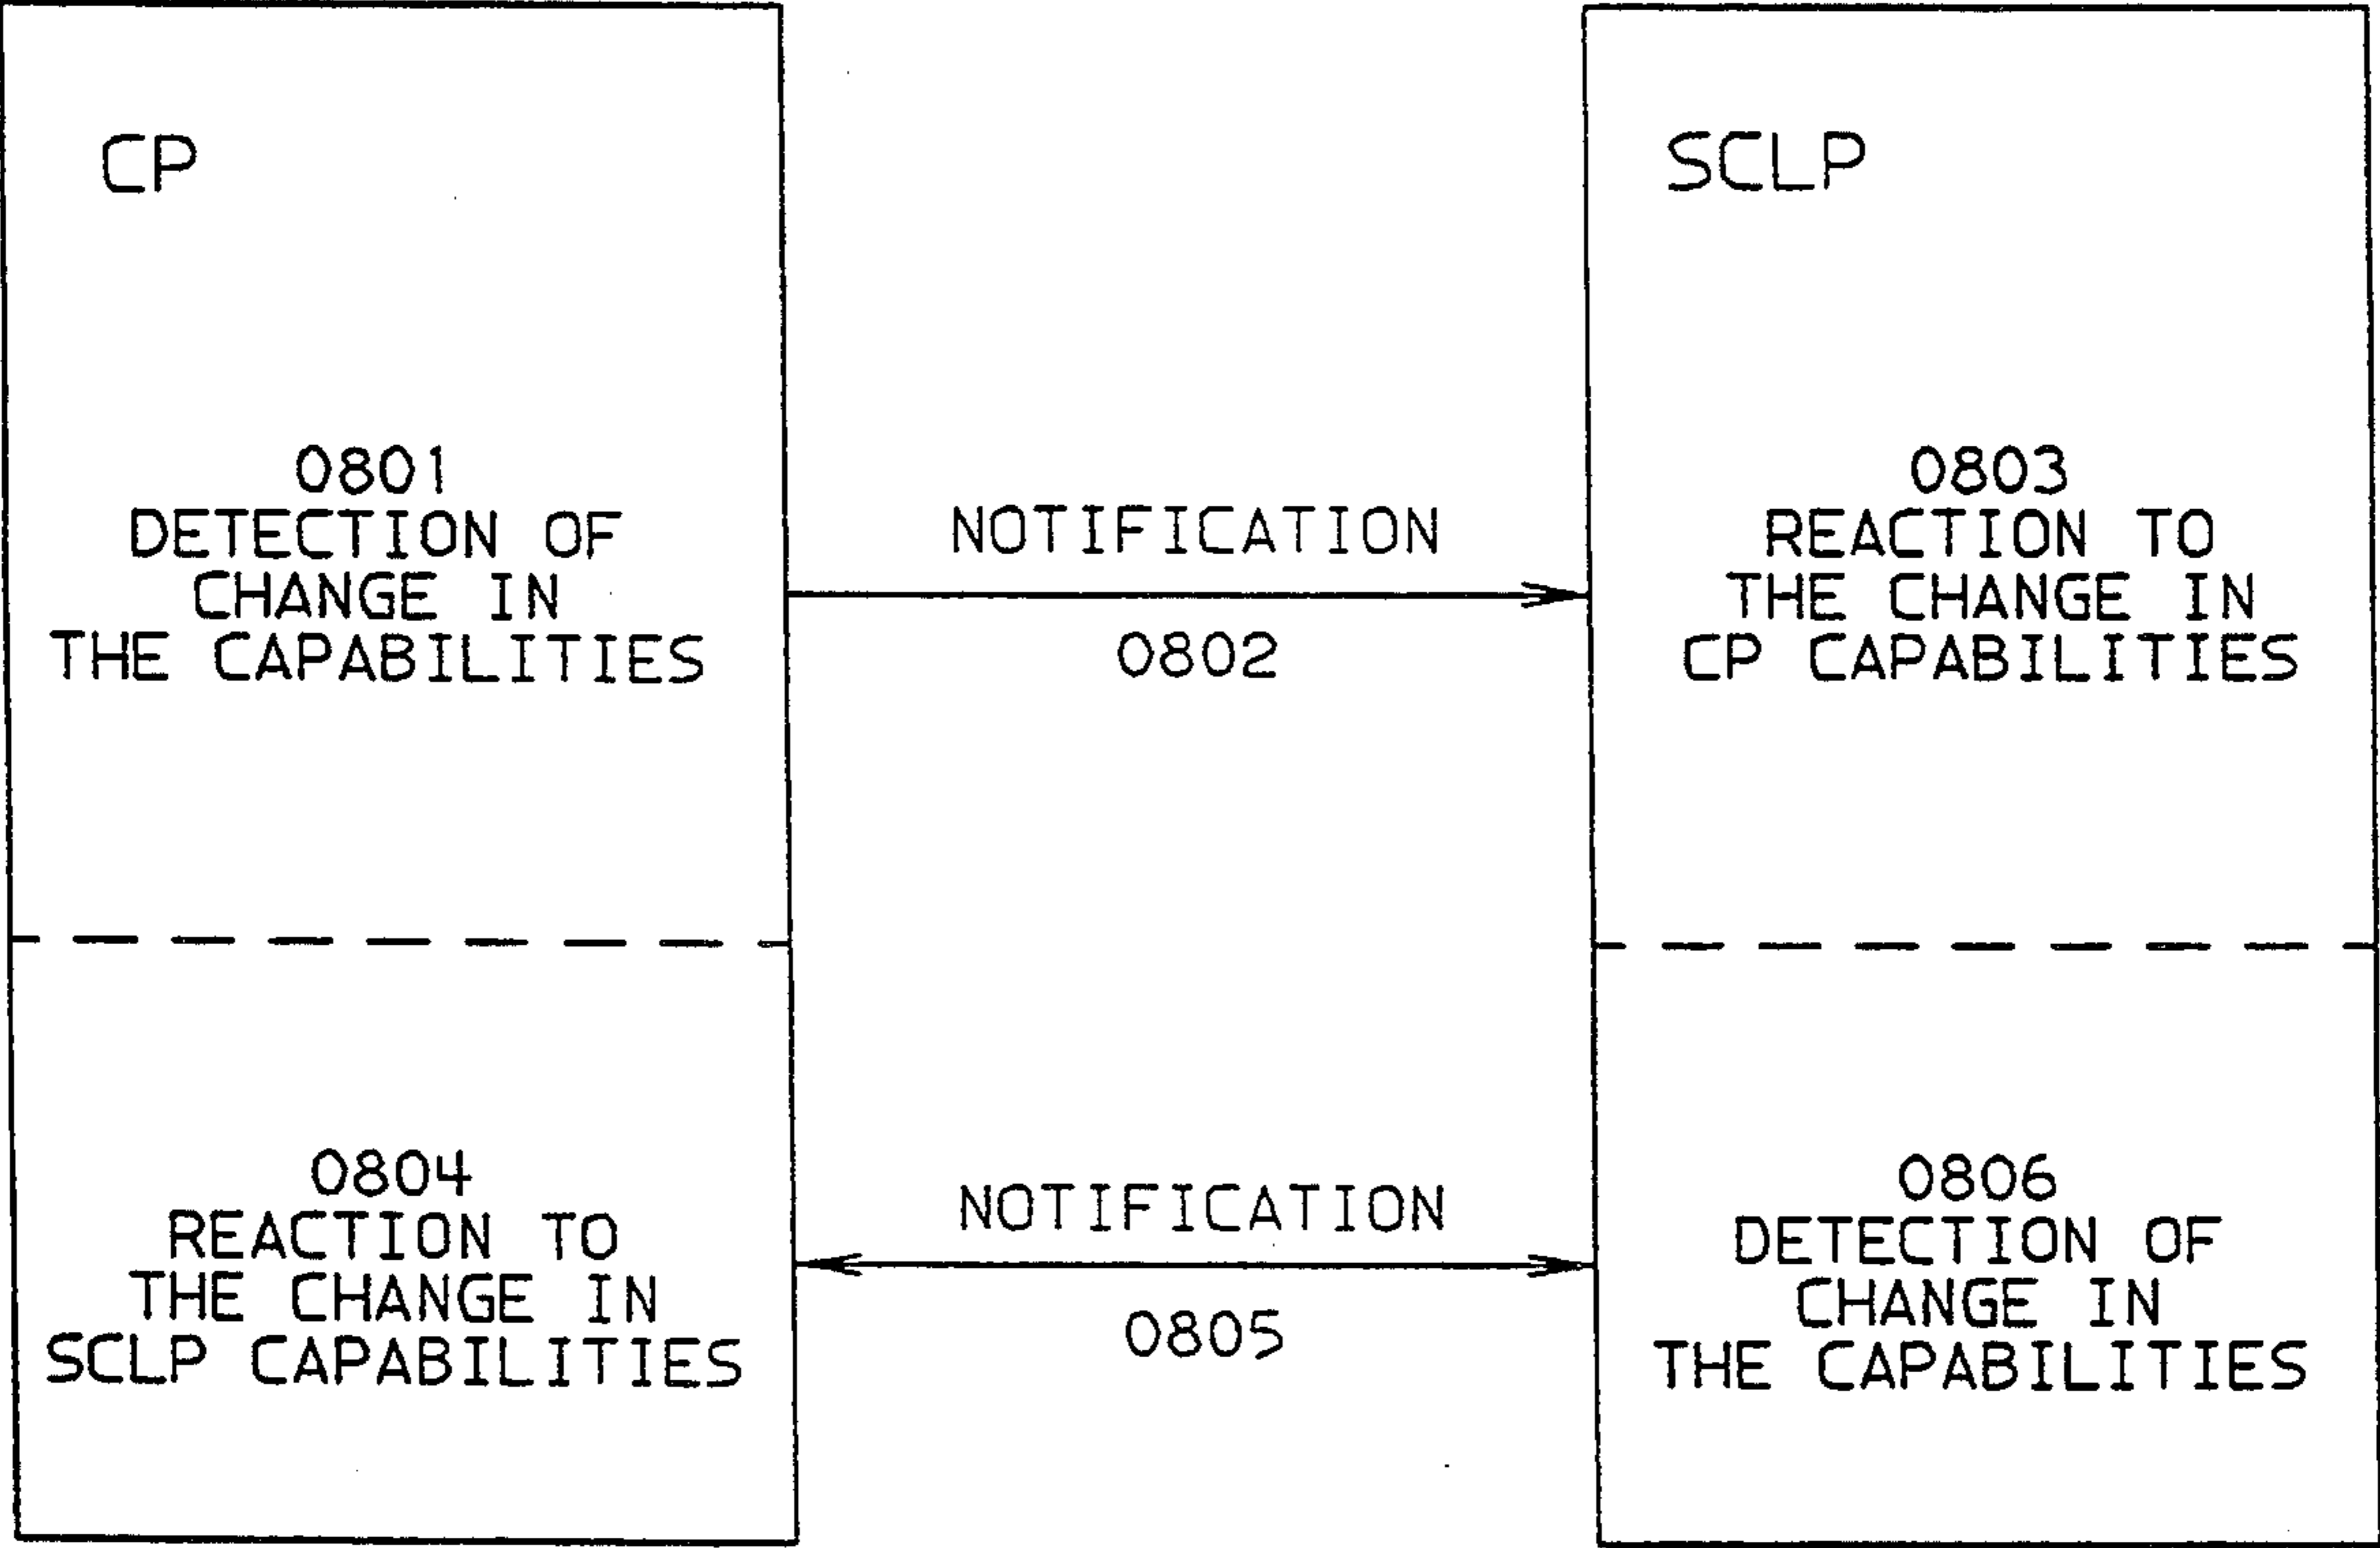 CP
0801
DETECTION OF
CHANGE IN
THE CAPABILITIES
NOTIFICATION
0802
SCLP
0803
REACTION TO
THE CHANGE IN
CP CAPABILITIES
0804
REACTION TO
THE CHANGE IN
SCLP CAPABILITIES
NOTIFICATION
0805
0806
DETECTION OF
CHANGE IN
THE CAPABILITIES